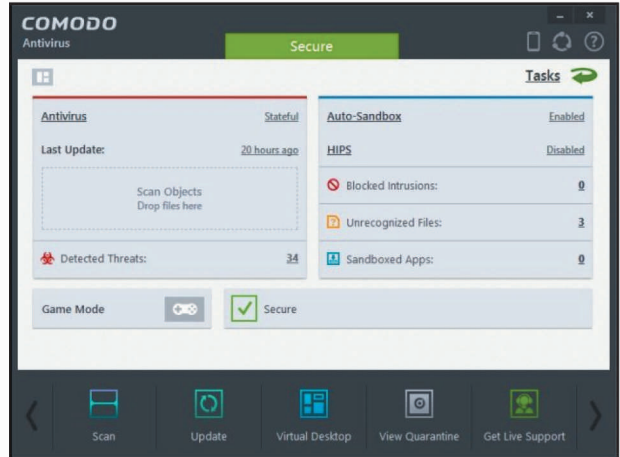 COMODO
Antivirus
Secure
Tasks
Antivirus Stateful
Last Update: 20 hours ago
Scan Objects
Drop files here
Detected Threats: 34
Auto-Sandbox Enabled
HIPS Disabled
Blocked Intrusions: 0
Unrecognized Files: 3
Sandboxed Apps: 0
Game Mode
Secure
Scan
Update
Virtual Desktop
View Quarantine
Get Live Support